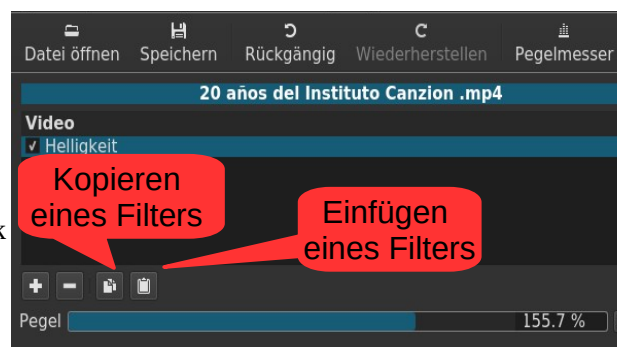 Datei öffnen Speichern Rückgängig Wiederherstellen Pegelmesser
20 años del Instituto Canzion .mp4
Video
Helligkeit
Kopieren
eines Filters
Einfügen
eines Filters
k
Pegel 155.7 %